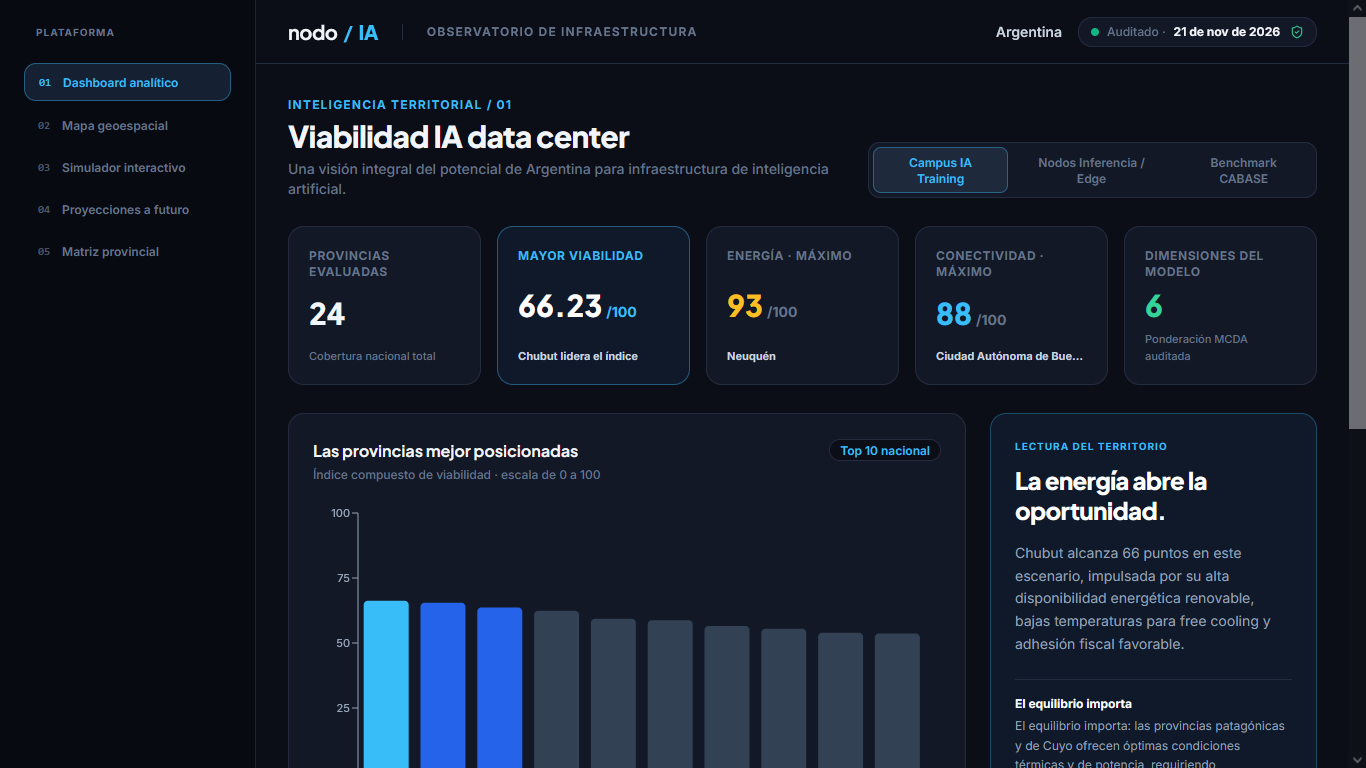 PLATAFORMA
01 Dashboard analítico
02 Mapa geoespacial
03 Simulador interactivo
04 Proyecciones a futuro
05 Matriz provincial
nodo / IA
OBSERVATORIO DE INFRAESTRUCTURA
Argentina
Auditado · 21 de nov de 2026
INTELIGENCIA TERRITORIAL / 01
Viabilidad IA data center
Una visión integral del potencial de Argentina para infraestructura de inteligencia
artificial.
Campus IA
Training
Nodos Inferencia /
Edge
Benchmark
CABASE
PROVINCIAS
EVALUADAS
24
Cobertura nacional total
MAYOR VIABILIDAD
66.23 /100
Chubut lidera el índice
ENERGÍA · MÁXIMO
93 /100
Neuquén
CONECTIVIDAD ·
MÁXIMO
88 /100
Ciudad Autónoma de Bue...
DIMENSIONES DEL
MODELO
6
Ponderación MCDA
auditada
Las provincias mejor posicionadas
Índice compuesto de viabilidad · escala de 0 a 100
Top 10 nacional
100
75
50
25
LECTURA DEL TERRITORIO
La energía abre la
oportunidad.
Chubut alcanza 66 puntos en este
escenario, impulsada por su alta
disponibilidad energética renovable,
bajas temperaturas para free cooling y
adhesión fiscal favorable.
El equilibrio importa
El equilibrio importa: las provincias patagónicas
y de Cuyo ofrecen óptimas condiciones
térmicas y de potencia, requiriendo